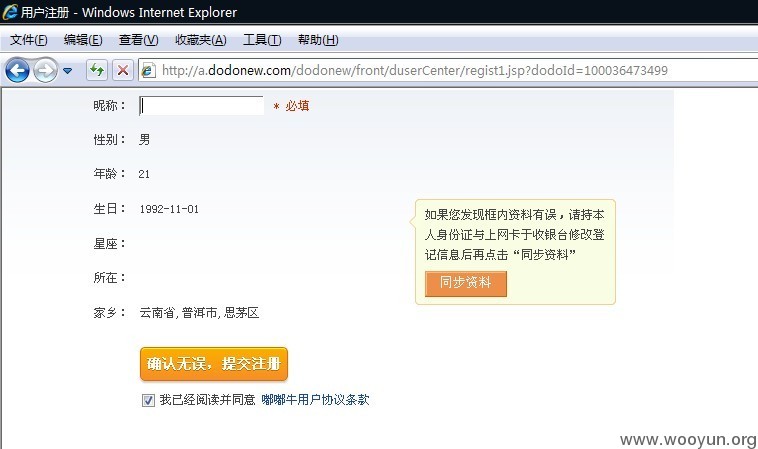 用户注册 - Windows Internet Explorer
文件(F) 编辑(E) 查看(V) 收藏夹(A) 工具(T) 帮助(H)
http://a.dodonew.com/dodonew/front/duserCenter/regist1.jsp?dodoId=100036473499
昵称： * 必填
性别： 男
年龄： 21
生日： 1992-11-01
星座：
所在：
家乡： 云南省,普洱市,思茅区
如果您发现框内资料有误，请持本
人身份证与上网卡于收银台修改登
记信息后再点击“同步资料”
同步资料
确认无误，提交注册
我已经阅读并同意 嘟嘟牛用户协议条款
www.wooyun.org